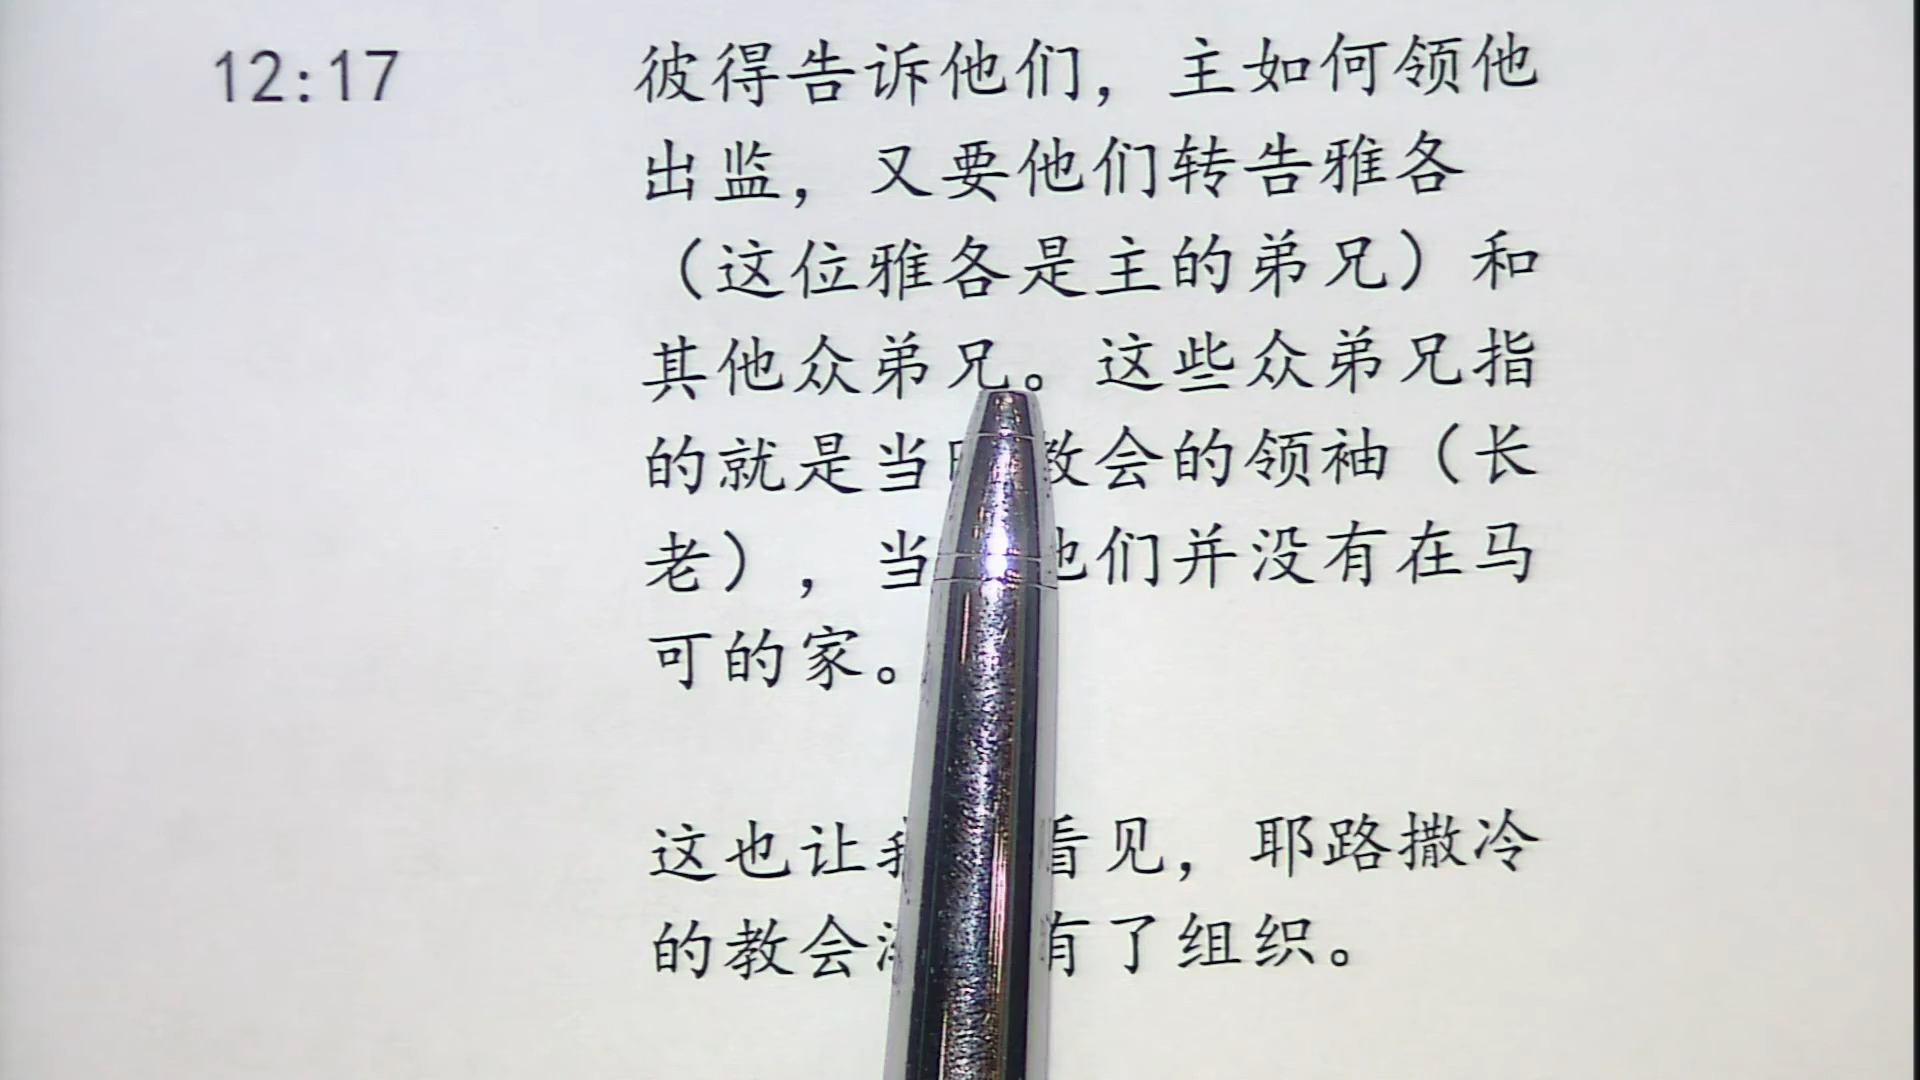 12:17 彼得告诉他们，主如何领他
出监，又要他们转告雅各
（这位雅各是主的弟兄）和
其他众弟兄。这些众弟兄指
的就是当 教会的领袖（长
老），当 他们并没有在马
可的家。
这也让 看见，耶路撒冷
的教会 有了组织。